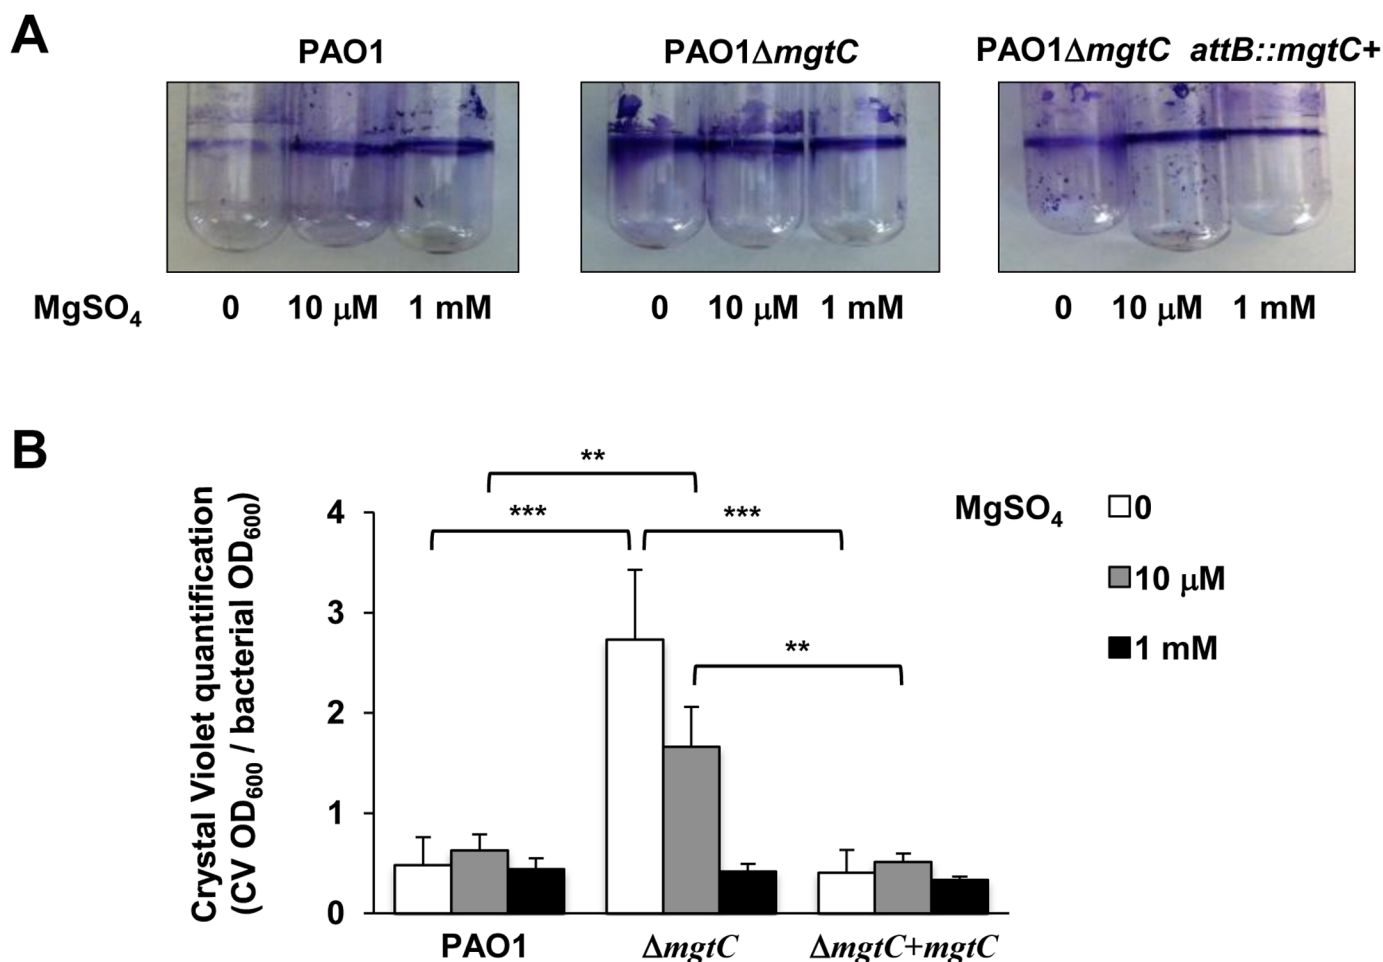 A
PAO1
PAO1ΔmgtC
PAO1ΔmgtC attB::mgtC+
MgSO₄ 0 10 μM 1 mM 0 10 μM 1 mM 0 10 μM 1 mM
B
Crystal Violet quantification
(CV OD₆₀₀ / bacterial OD₆₀₀)
4
3
2
1
0
**
***
***
**
MgSO₄ 0
10 μM
1 mM
PAO1
ΔmgtC
ΔmgtC+mgtC